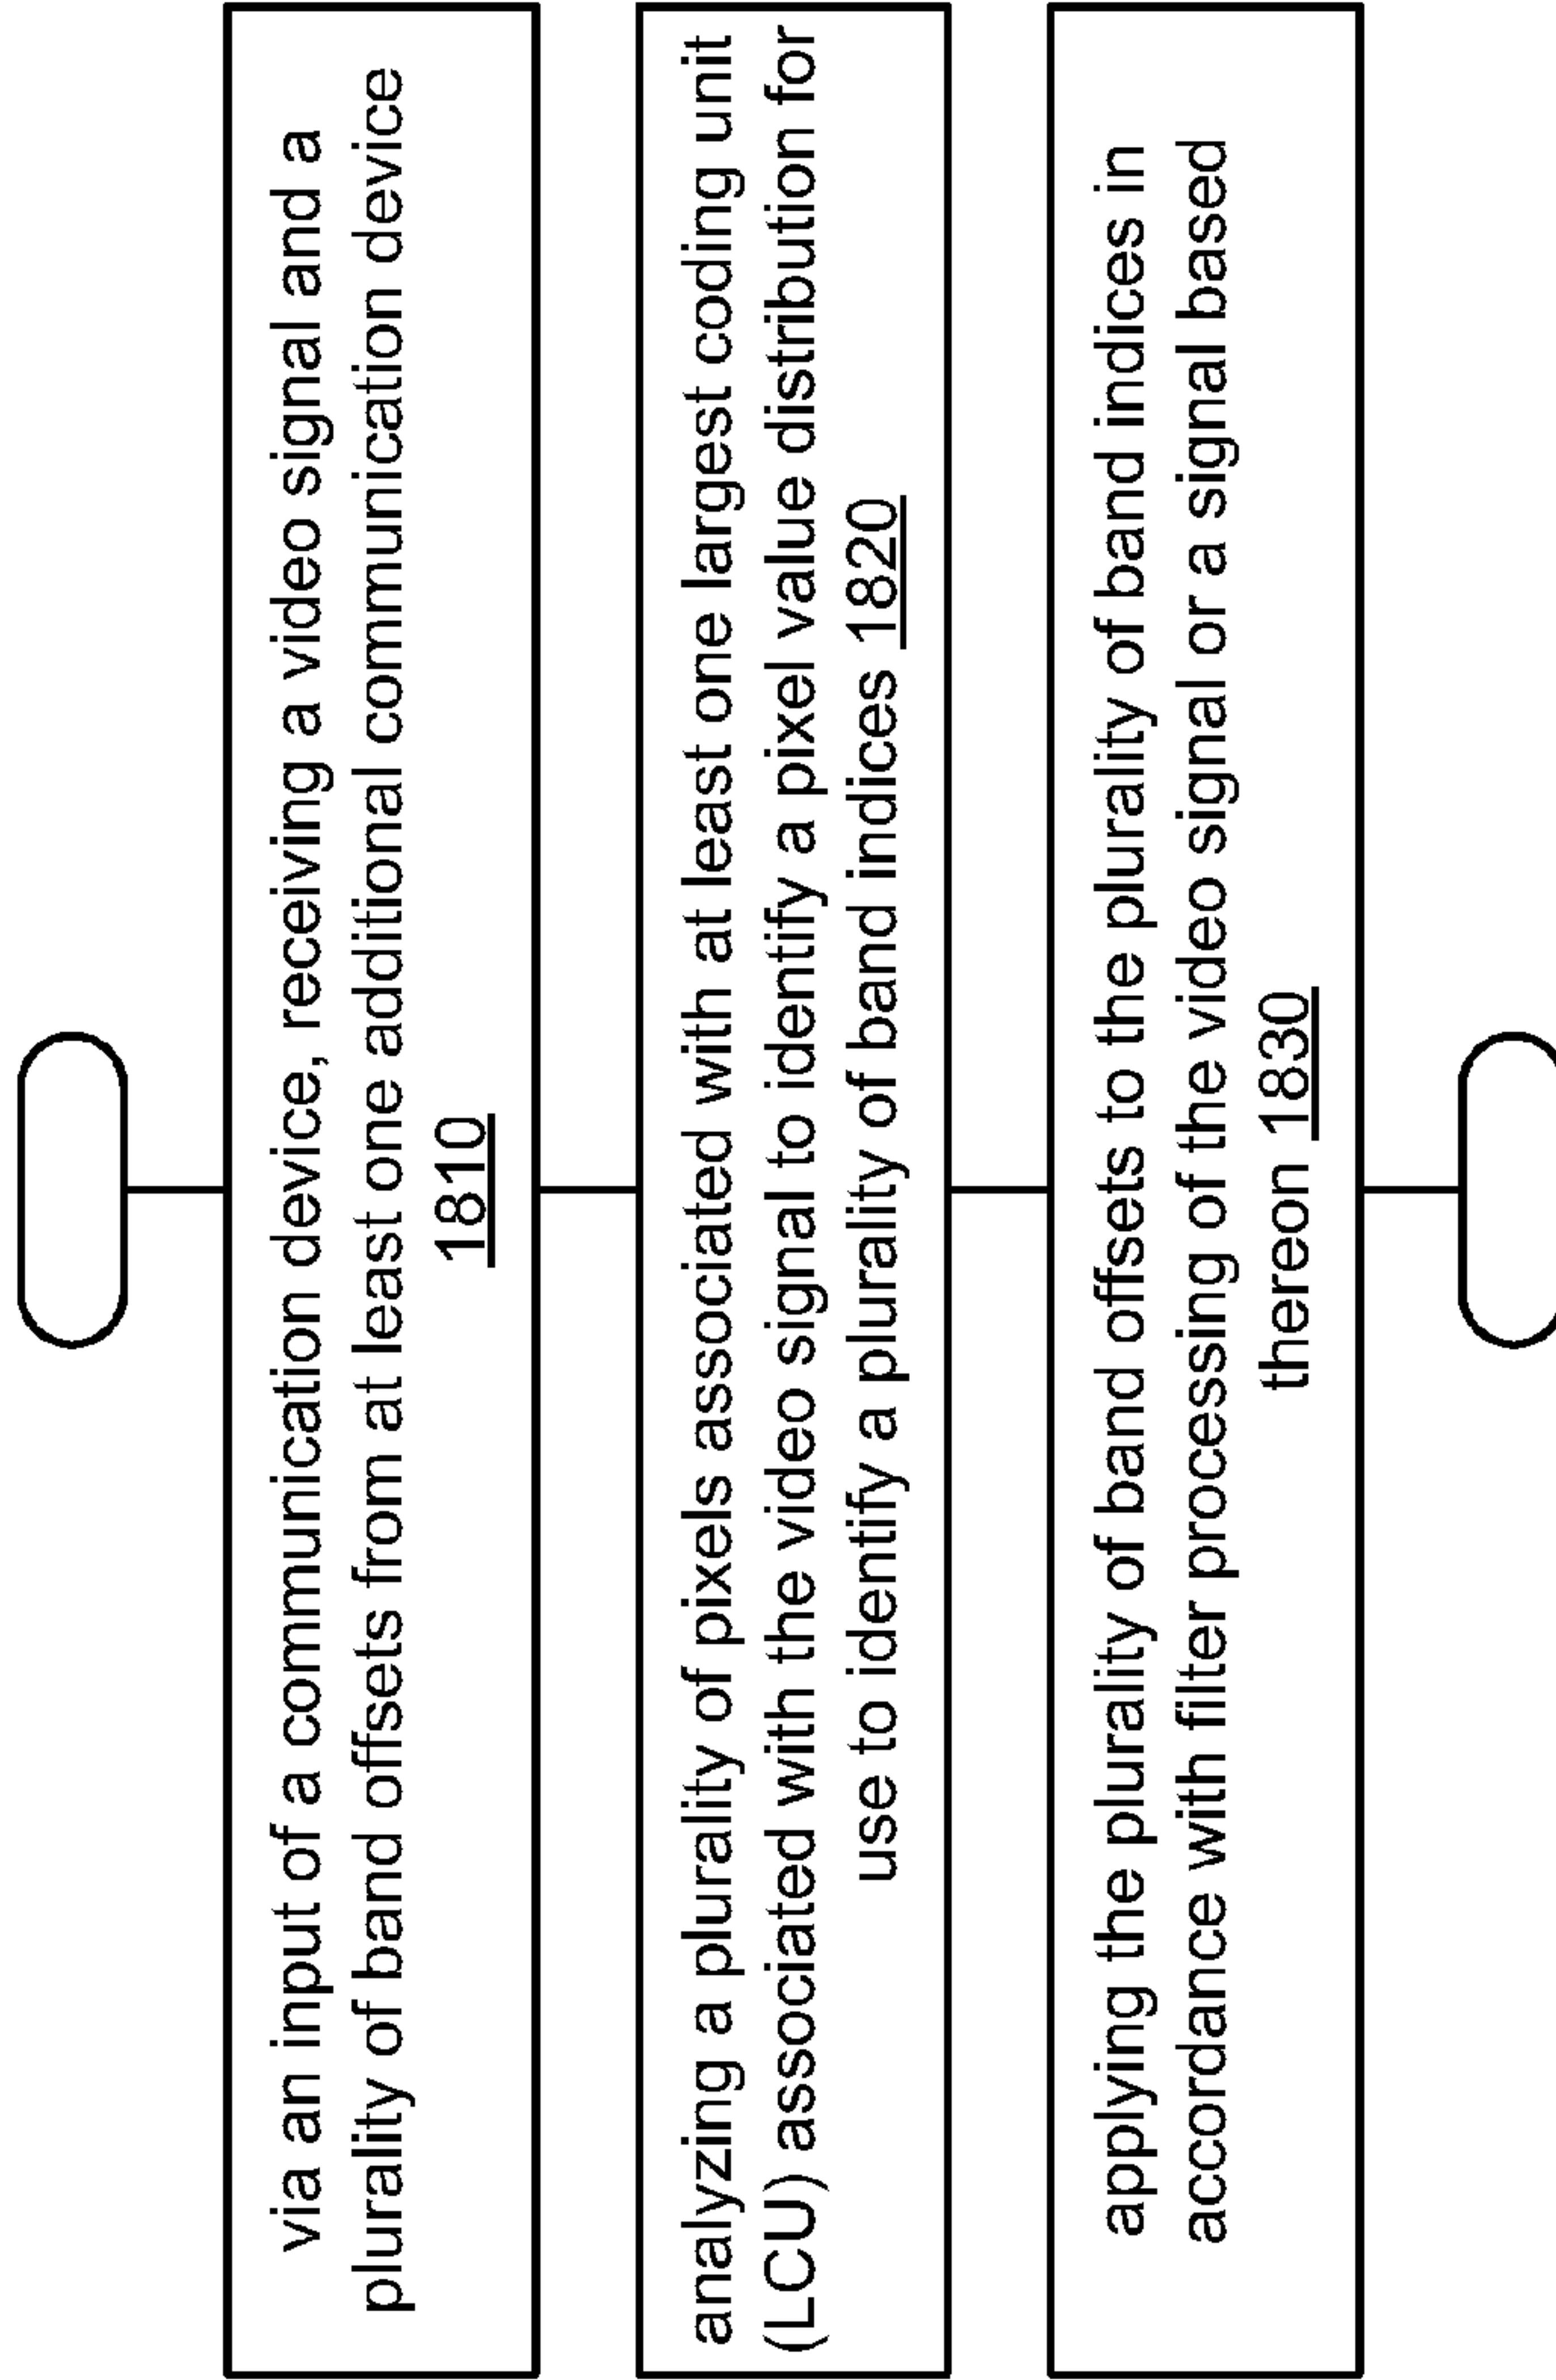 via an input of a communication device, receiving a video signal and a
plurality of band offsets from at least one additional communication device
1810
analyzing a plurality of pixels associated with at least one largest coding unit
(LCU) associated with the video signal to identify a pixel value distribution for
use to identify a plurality of band indices 1820
applying the plurality of band offsets to the plurality of band indices in
accordance with filter processing of the video signal or a signal based
thereon 1830